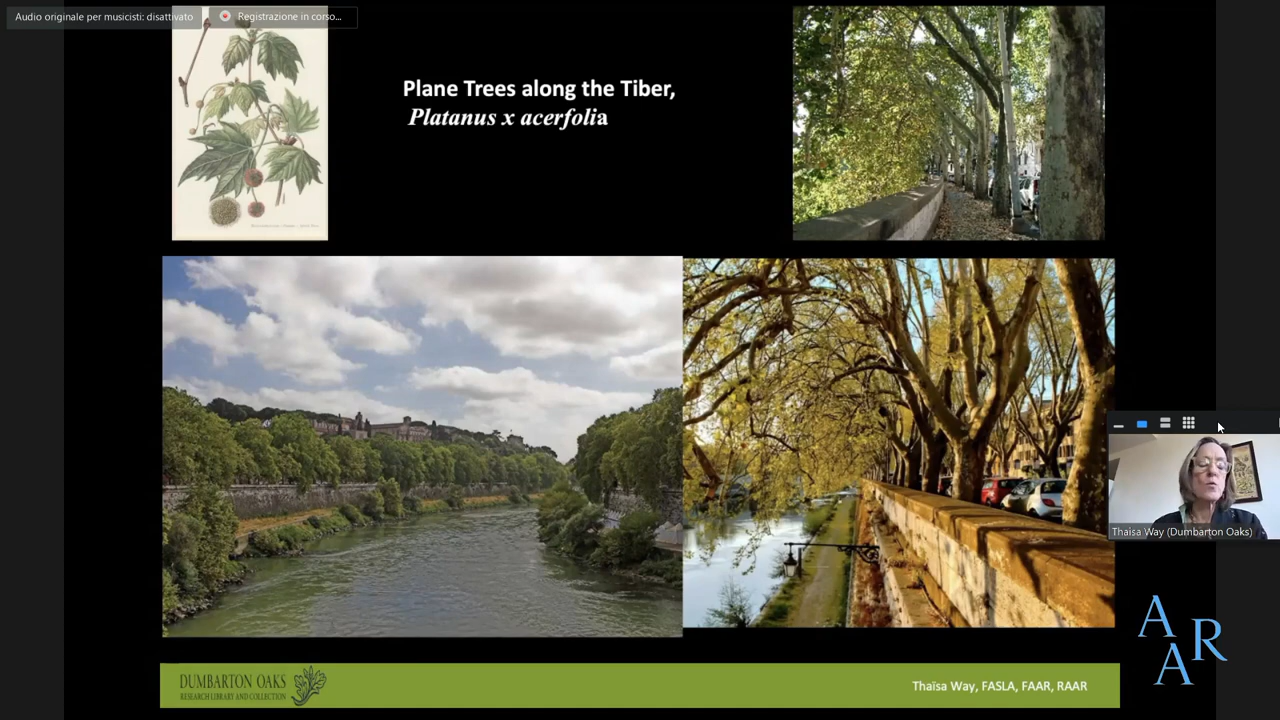 Audio originale per musicisti: disattivato
Registrazione in corso...
Plane Trees along the Tiber,
Platanus x acerfolia
Thaisa Way (Dumbarton Oaks)
AAR
DUMBARTON OAKS
RESEARCH LIBRARY AND COLLECTION
Thaïsa Way, FASLA, FAAR, RAAR